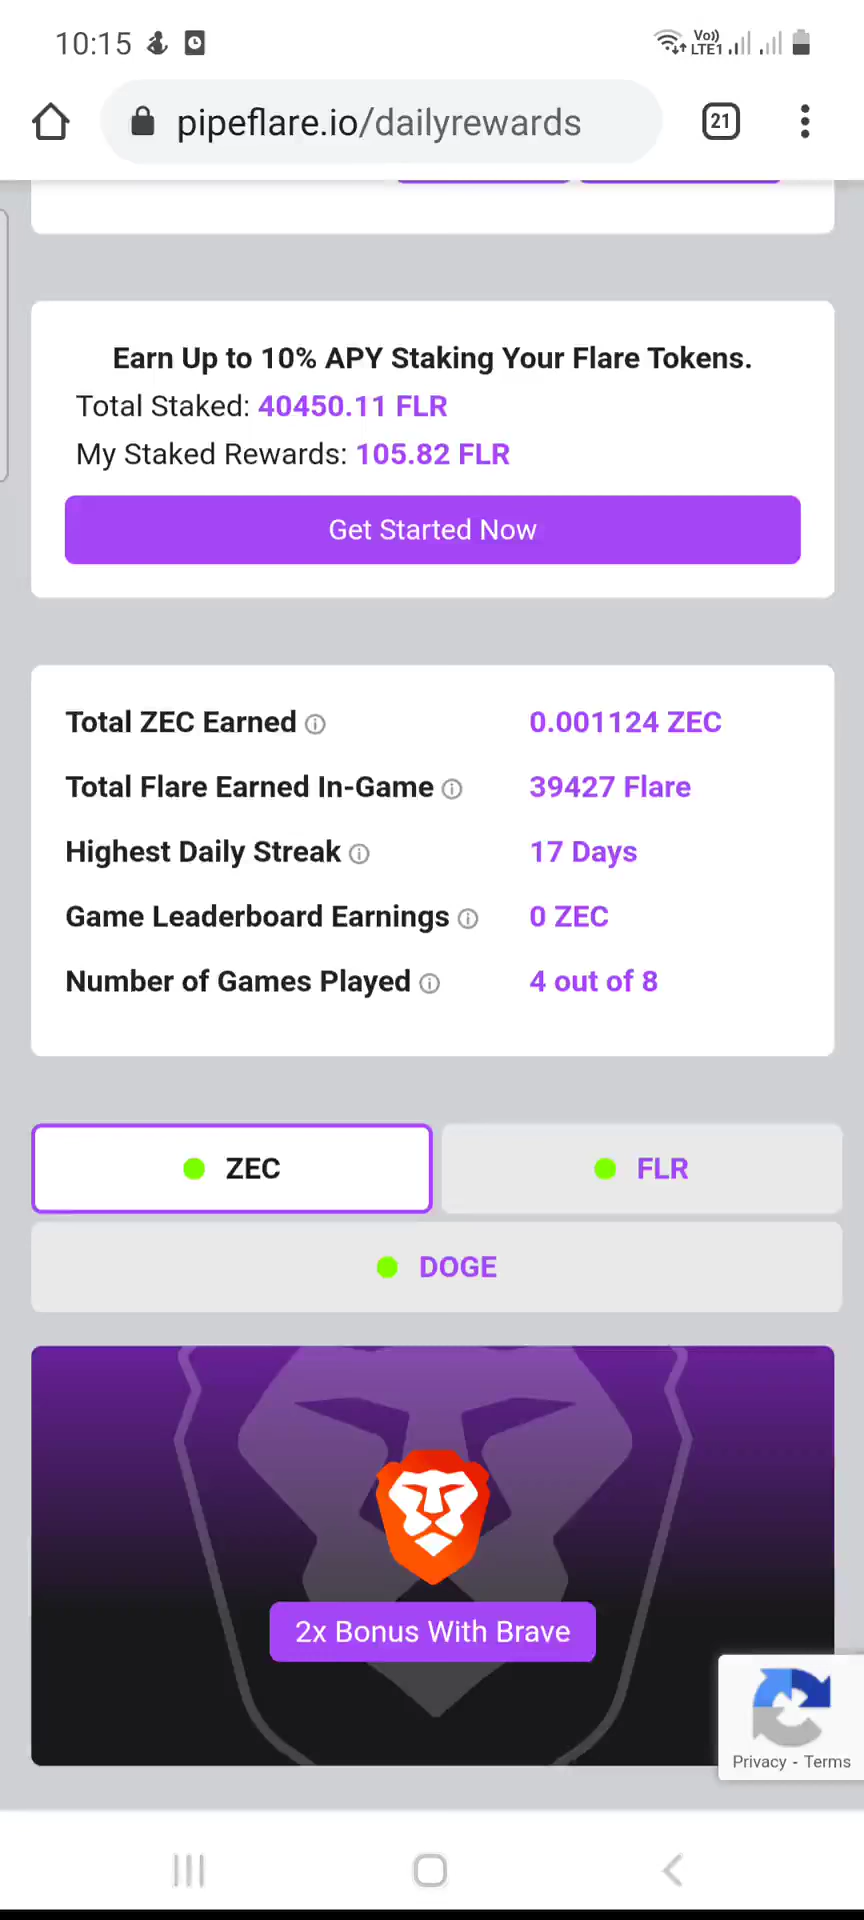 10:15
Vo))
LTE1
pipeflare.io/dailyrewards
21
Earn Up to 10% APY Staking Your Flare Tokens.
Total Staked: 40450.11 FLR
My Staked Rewards: 105.82 FLR
Get Started Now
Total ZEC Earned 0.001124 ZEC
Total Flare Earned In-Game 39427 Flare
Highest Daily Streak 17 Days
Game Leaderboard Earnings 0 ZEC
Number of Games Played 4 out of 8
ZEC
FLR
DOGE
2x Bonus With Brave
Privacy - Terms